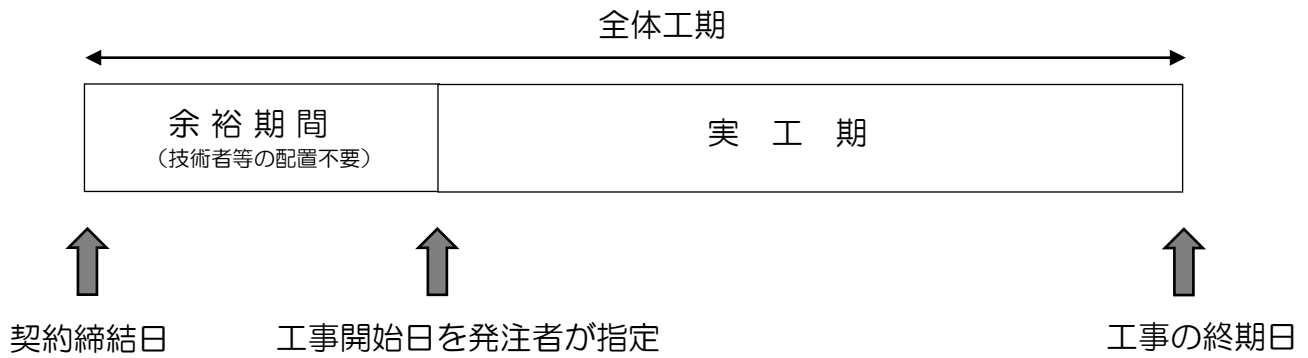 全体工期
余裕期間
実工期
（技術者等の配置不要）
契約締結日
工事開始日を発注者が指定
工事の終期日